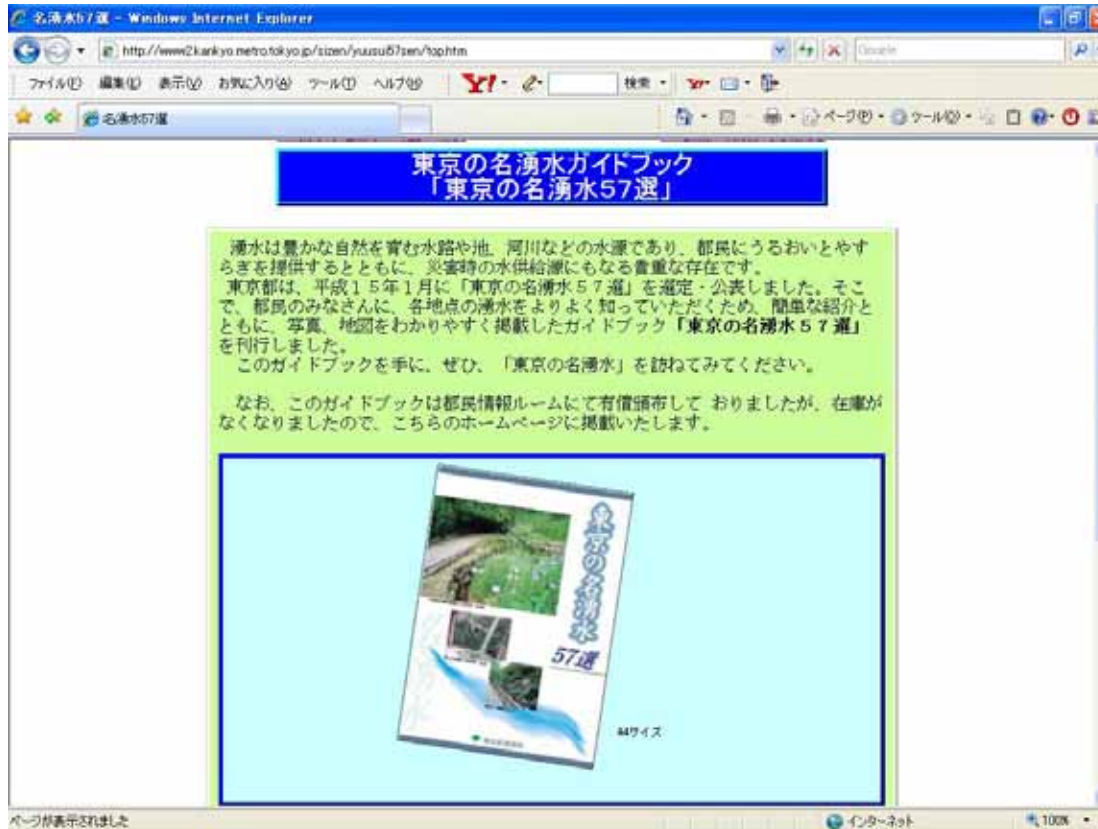 名湧水57選 - Windows Internet Explorer
http://www2.kankyo.metro.tokyo.jp/sizen/yuusui57sen/top.htm
Google
ファイル(F) 編集(E) 表示(V) お気に入り(A) ツール(T) ヘルプ(H) Y! 検索
名湧水57選 ページ(P) ツール(O)
東京の名湧水ガイドブック
「東京の名湧水57選」
湧水は豊かな自然を育む水路や池、河川などの水源であり、都民にうるおいとやす
らぎを提供するとともに、災害時の水供給源にもなる貴重な存在です。
東京都は、平成15年1月に「東京の名湧水57選」を選定・公表しました。そこ
で、都民のみなさんに、各地点の湧水をよりよく知っていただくため、簡単な紹介と
ともに、写真、地図をわかりやすく掲載したガイドブック「東京の名湧水57選」
を刊行しました。
このガイドブックを手に、ぜひ、「東京の名湧水」を訪ねてみてください。
なお、このガイドブックは都民情報ルームにて有償頒布して おりましたが、在庫が
なくなりましたので、こちらのホームページに掲載いたします。
東京の名湧水
57選
A4サイズ
ページが表示されました インターネット 100%